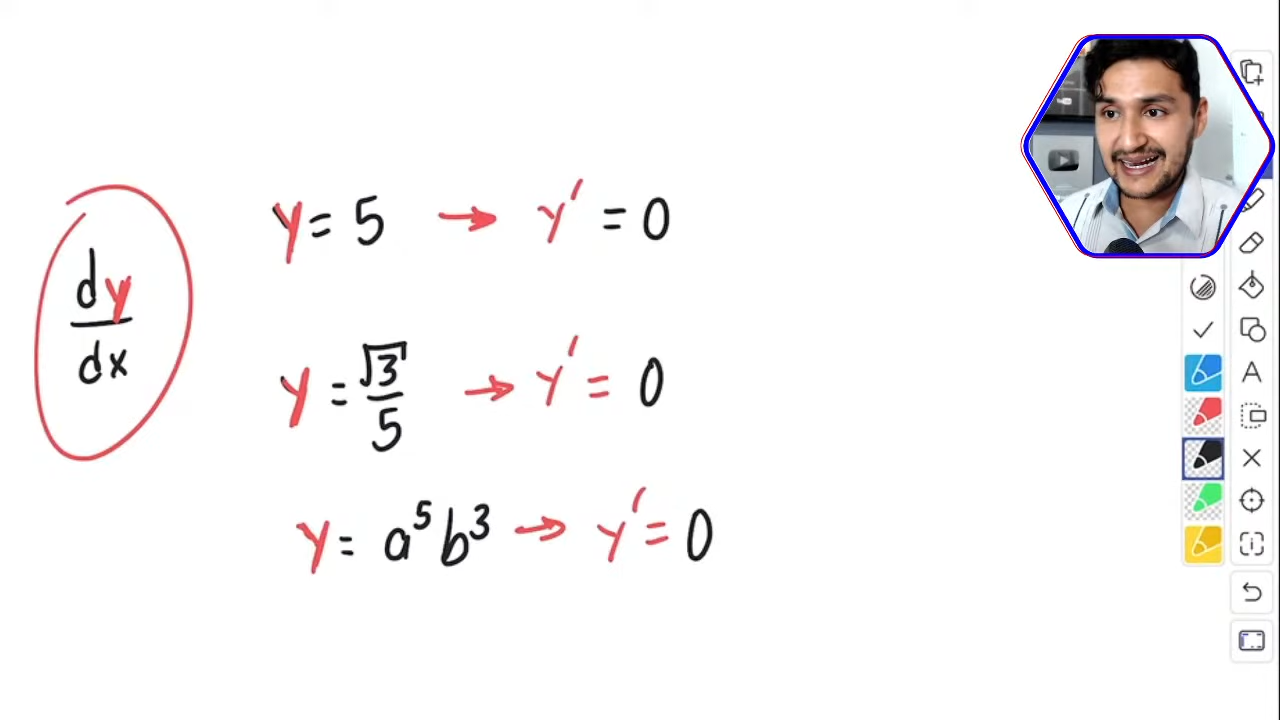 dy/dx
y = 5 → y' = 0
y = √3/5 → y' = 0
y = a⁵b³ → y' = 0